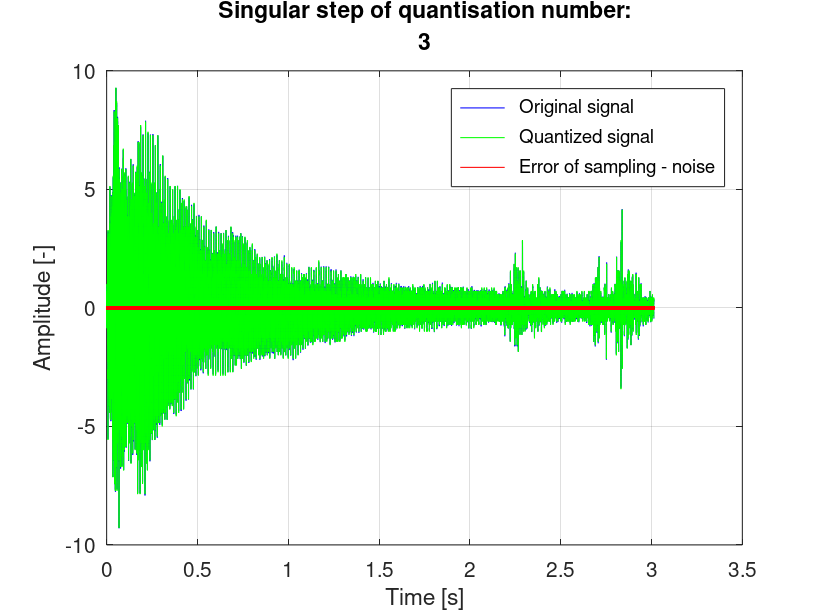 Singular step of quantisation number:
3
10
5
0
-5
-10
Amplitude [-]
Original signal
Quantized signal
Error of sampling - noise
0 0.5 1 1.5 2 2.5 3 3.5
Time [s]